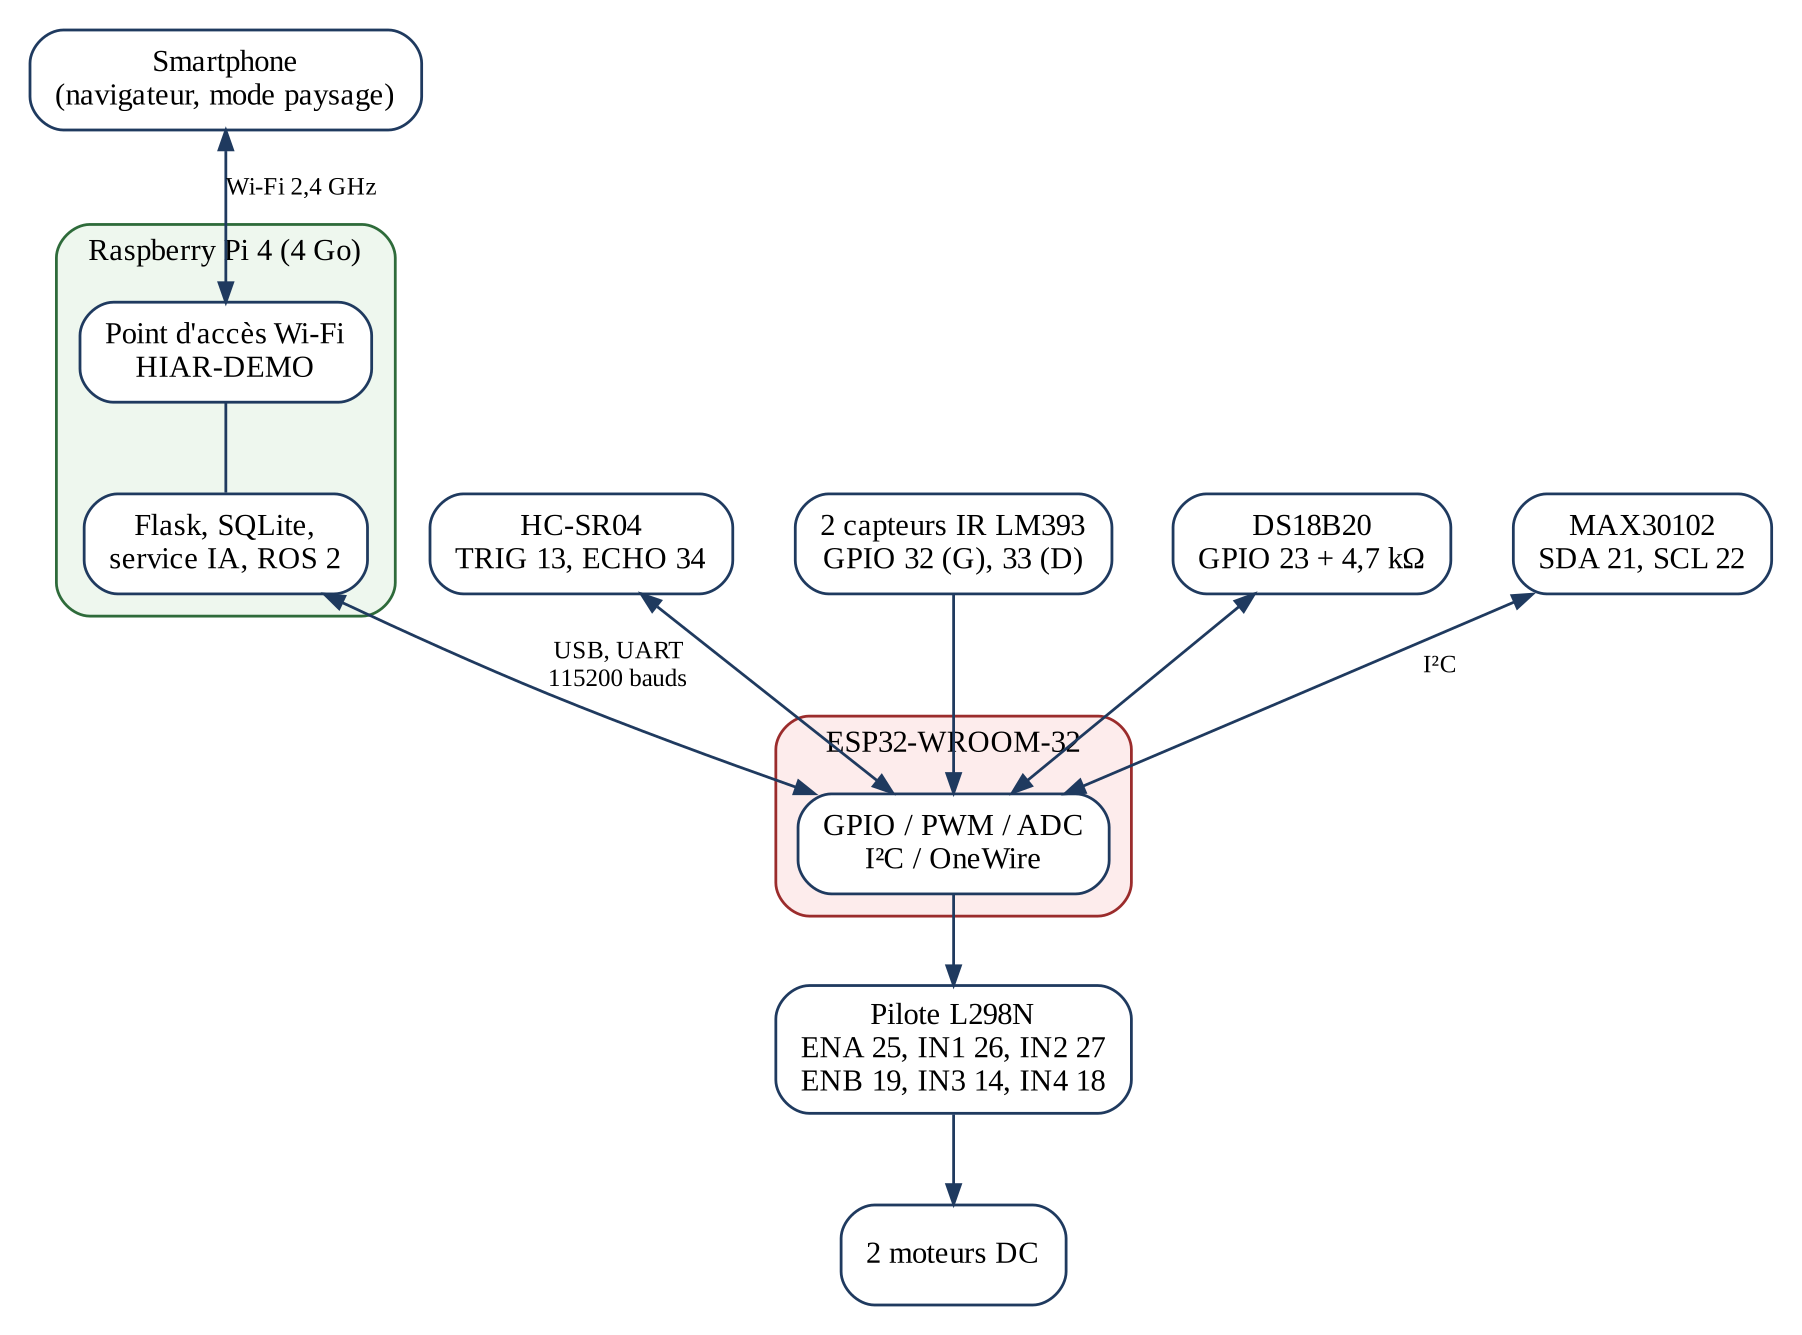 Smartphone
(navigateur, mode paysage)
Wi-Fi 2,4 GHz
Raspberry Pi 4 (4 Go)
Point d'accès Wi-Fi
HIAR-DEMO
Flask, SQLite,
service IA, ROS 2
HC-SR04
TRIG 13, ECHO 34
2 capteurs IR LM393
GPIO 32 (G), 33 (D)
DS18B20
GPIO 23 + 4,7 kΩ
MAX30102
SDA 21, SCL 22
USB, UART
115200 bauds
I²C
ESP32-WROOM-32
GPIO / PWM / ADC
I²C / OneWire
Pilote L298N
ENA 25, IN1 26, IN2 27
ENB 19, IN3 14, IN4 18
2 moteurs DC